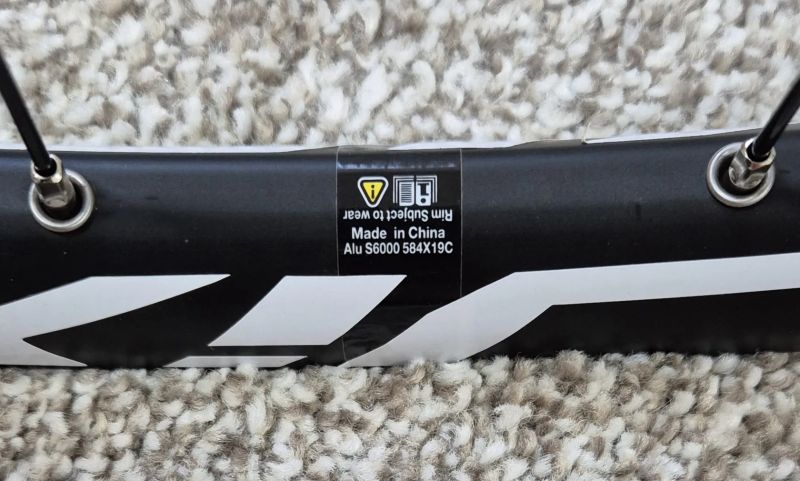 Rim Subject to wear
Made in China
Alu S6000 584X19C